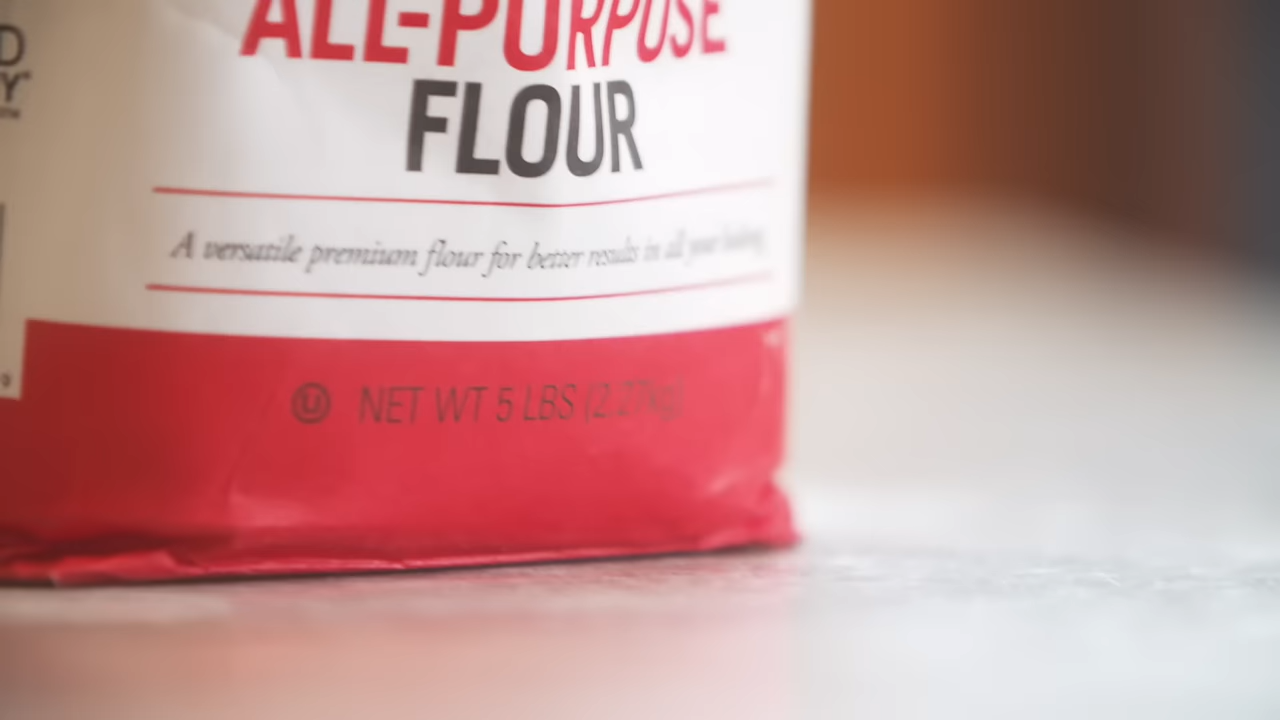 ALL-PURPOSE
FLOUR
A versatile premium flour for better results in all your baking
U NET WT 5 LBS (2.27kg)